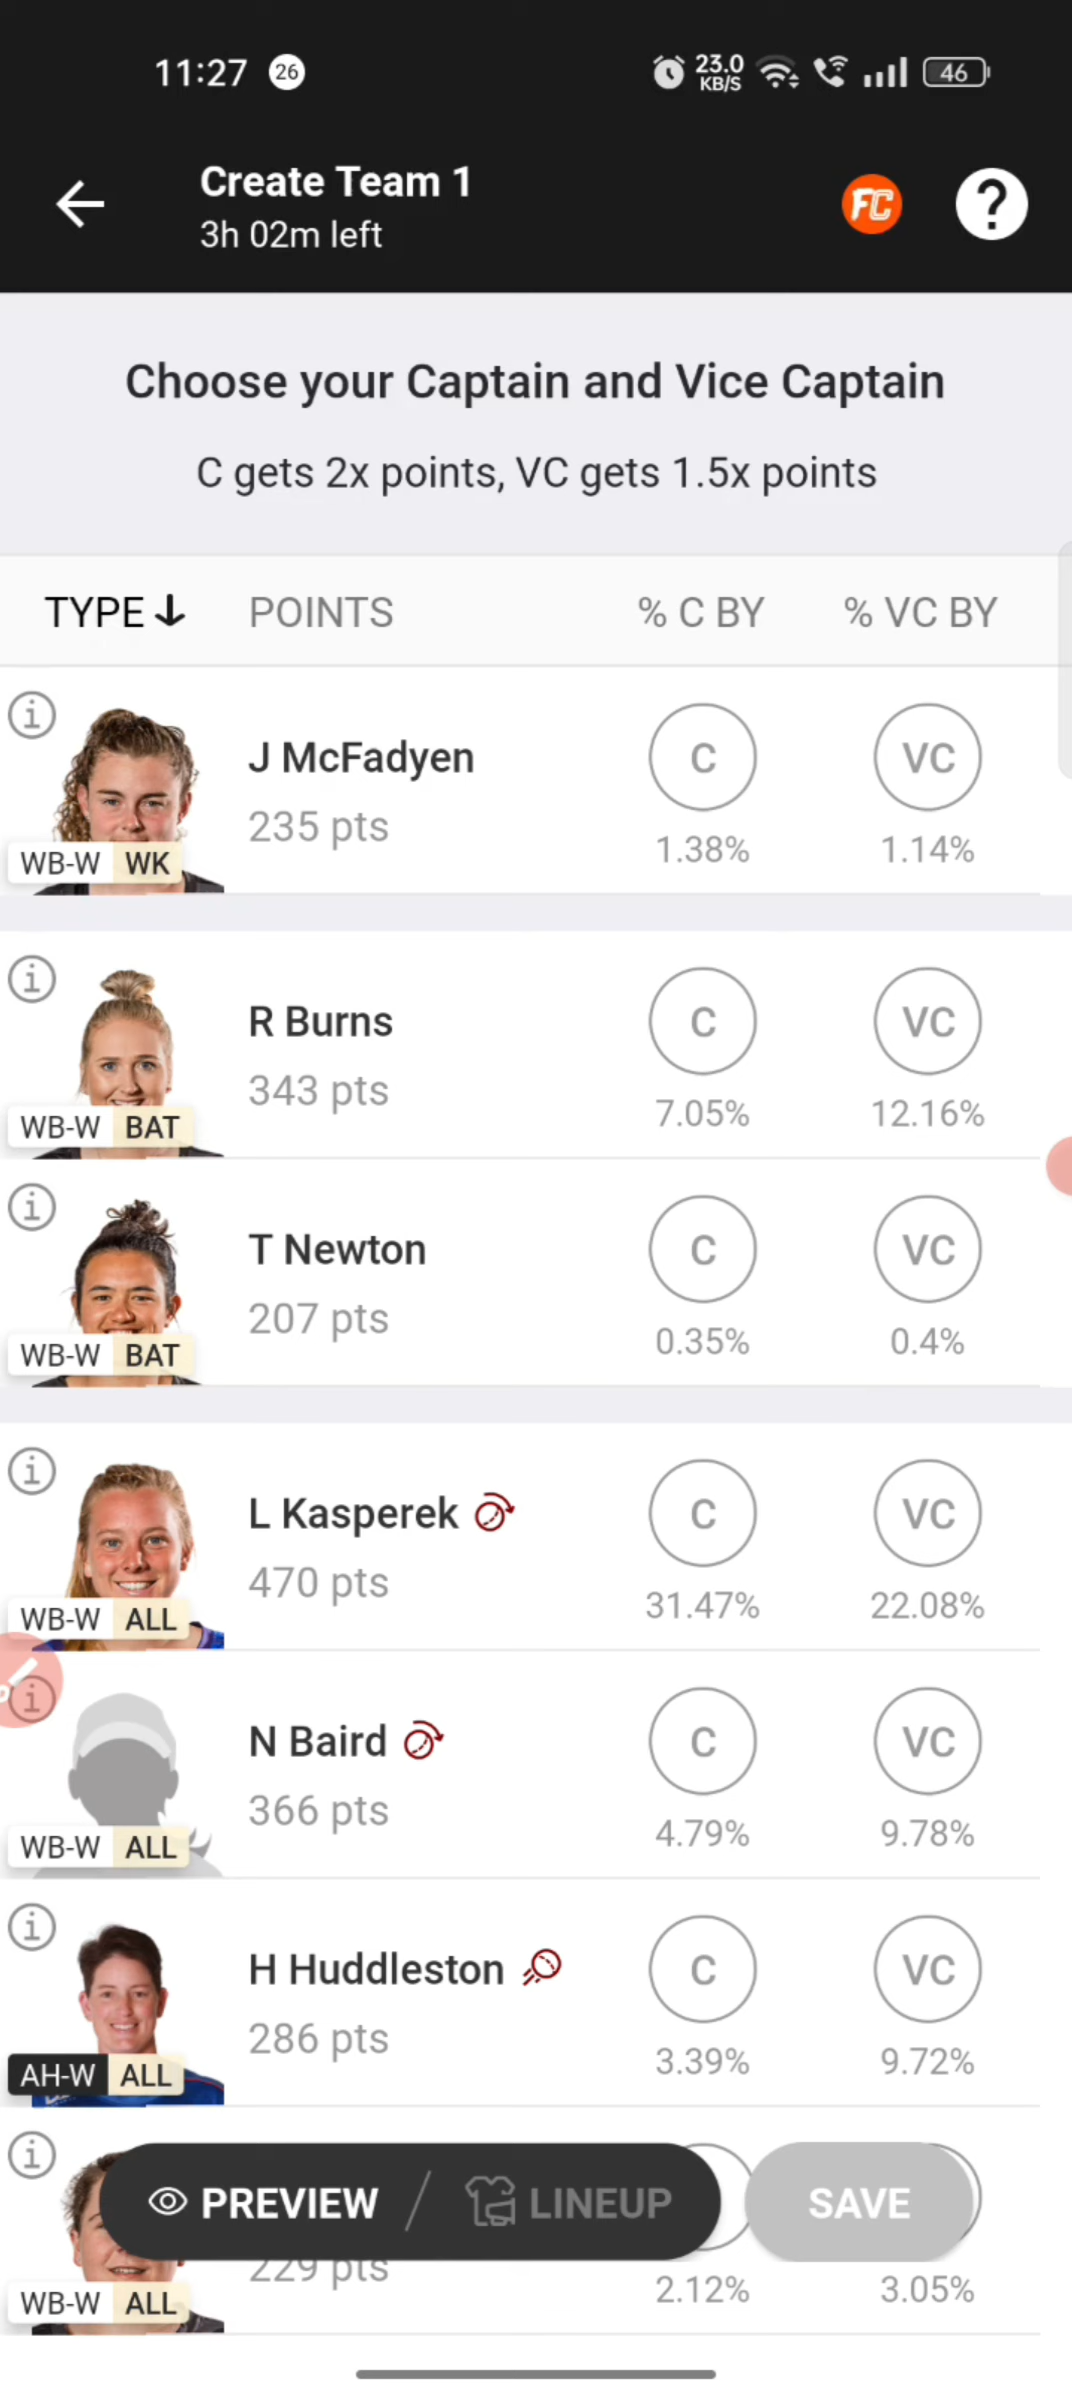 11:27 26 23.0 KB/S 46
Create Team 1
3h 02m left
FC ?
Choose your Captain and Vice Captain
C gets 2x points, VC gets 1.5x points
TYPE POINTS % C BY % VC BY
J McFadyen C VC
235 pts 1.38% 1.14%
WB-W WK
R Burns C VC
343 pts 7.05% 12.16%
WB-W BAT
T Newton C VC
207 pts 0.35% 0.4%
WB-W BAT
L Kasperek C VC
470 pts 31.47% 22.08%
WB-W ALL
N Baird C VC
366 pts 4.79% 9.78%
WB-W ALL
H Huddleston C VC
286 pts 3.39% 9.72%
AH-W ALL
PREVIEW / LINEUP SAVE
229 pts 2.12% 3.05%
WB-W ALL